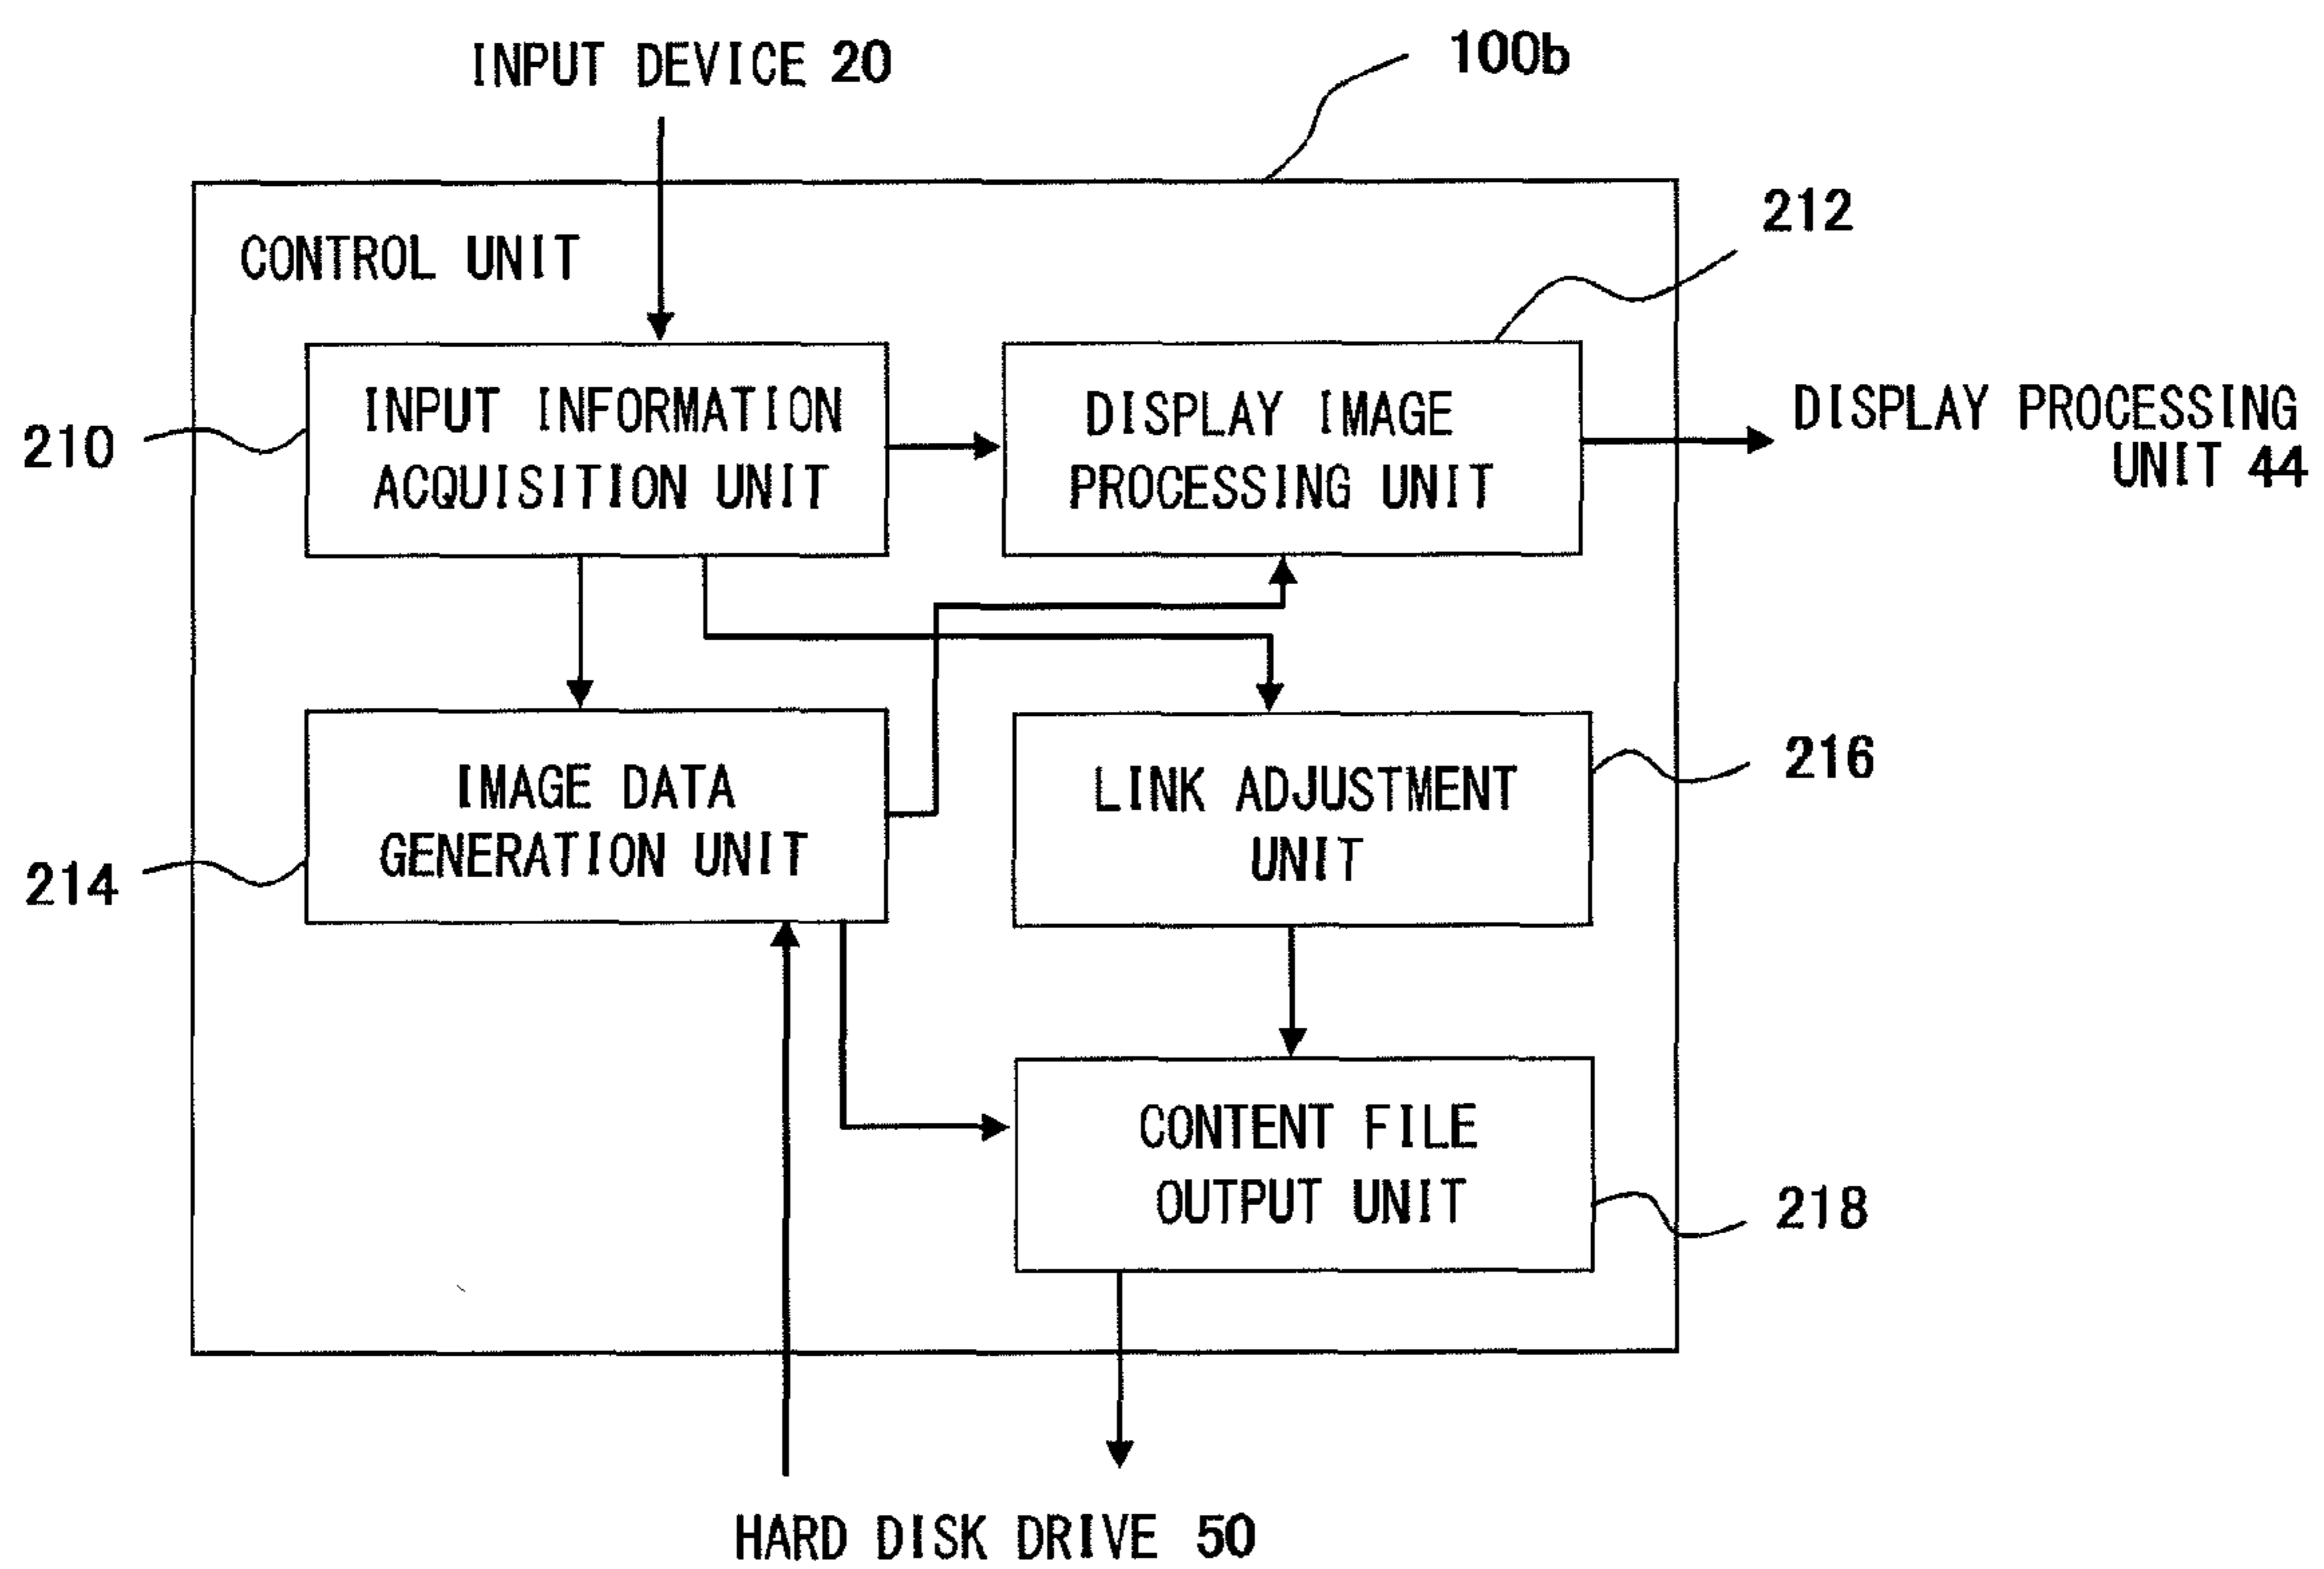 INPUT DEVICE 20
100b
CONTROL UNIT
212
INPUT INFORMATION
ACQUISITION UNIT
210
DISPLAY IMAGE
PROCESSING UNIT
DISPLAY PROCESSING
UNIT 44
IMAGE DATA
GENERATION UNIT
214
LINK ADJUSTMENT
UNIT
216
CONTENT FILE
OUTPUT UNIT
218
HARD DISK DRIVE 50